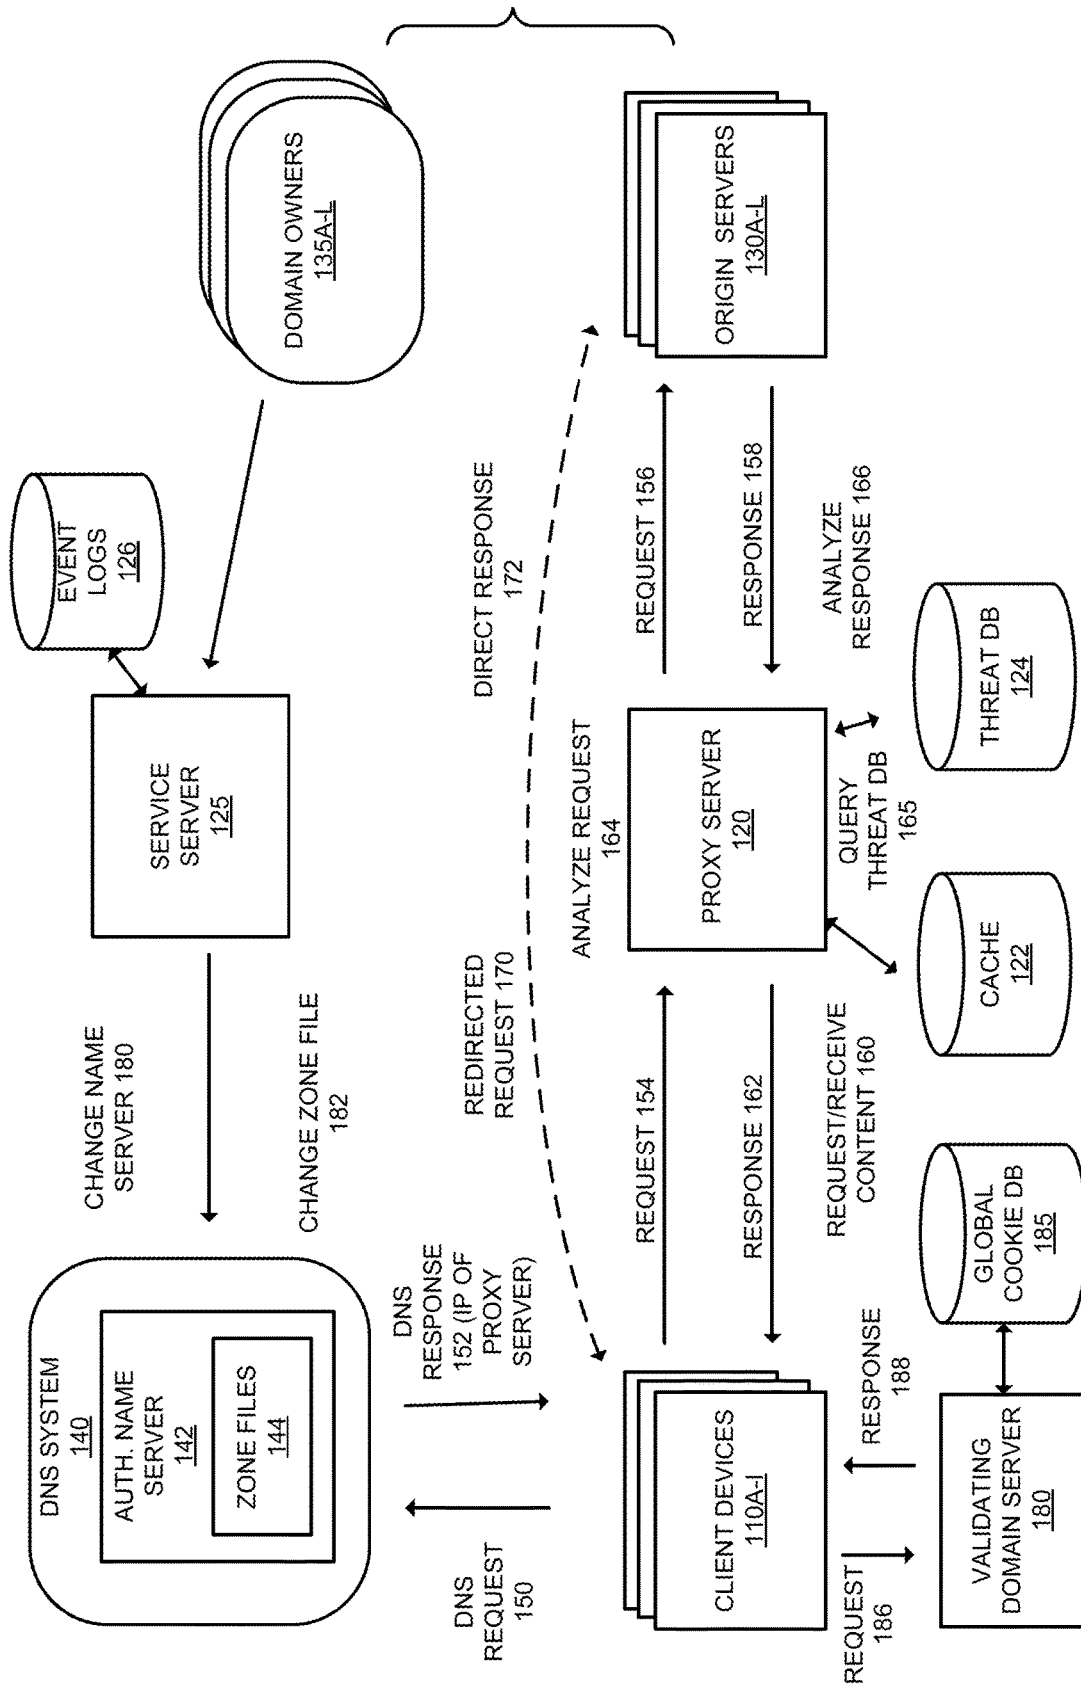 DNS SYSTEM
140
AUTH. NAME
SERVER
142
ZONE FILES
144
CHANGE NAME
SERVER 180
CHANGE ZONE FILE
182
SERVICE
SERVER
125
EVENT
LOGS
126
DOMAIN OWNERS
135A-L
DNS
REQUEST
150
DNS
RESPONSE
152 (IP OF
PROXY
SERVER)
REDIRECTED
REQUEST 170
DIRECT RESPONSE
172
ANALYZE REQUEST
164
CLIENT DEVICES
110A-I
REQUEST 154
RESPONSE 162
PROXY SERVER
120
REQUEST 156
RESPONSE 158
ORIGIN SERVERS
130A-L
ANALYZE
RESPONSE 166
REQUEST
186
RESPONSE
188
REQUEST/RECEIVE
CONTENT 160
QUERY
THREAT DB
165
VALIDATING
DOMAIN SERVER
180
GLOBAL
COOKIE DB
185
CACHE
122
THREAT DB
124